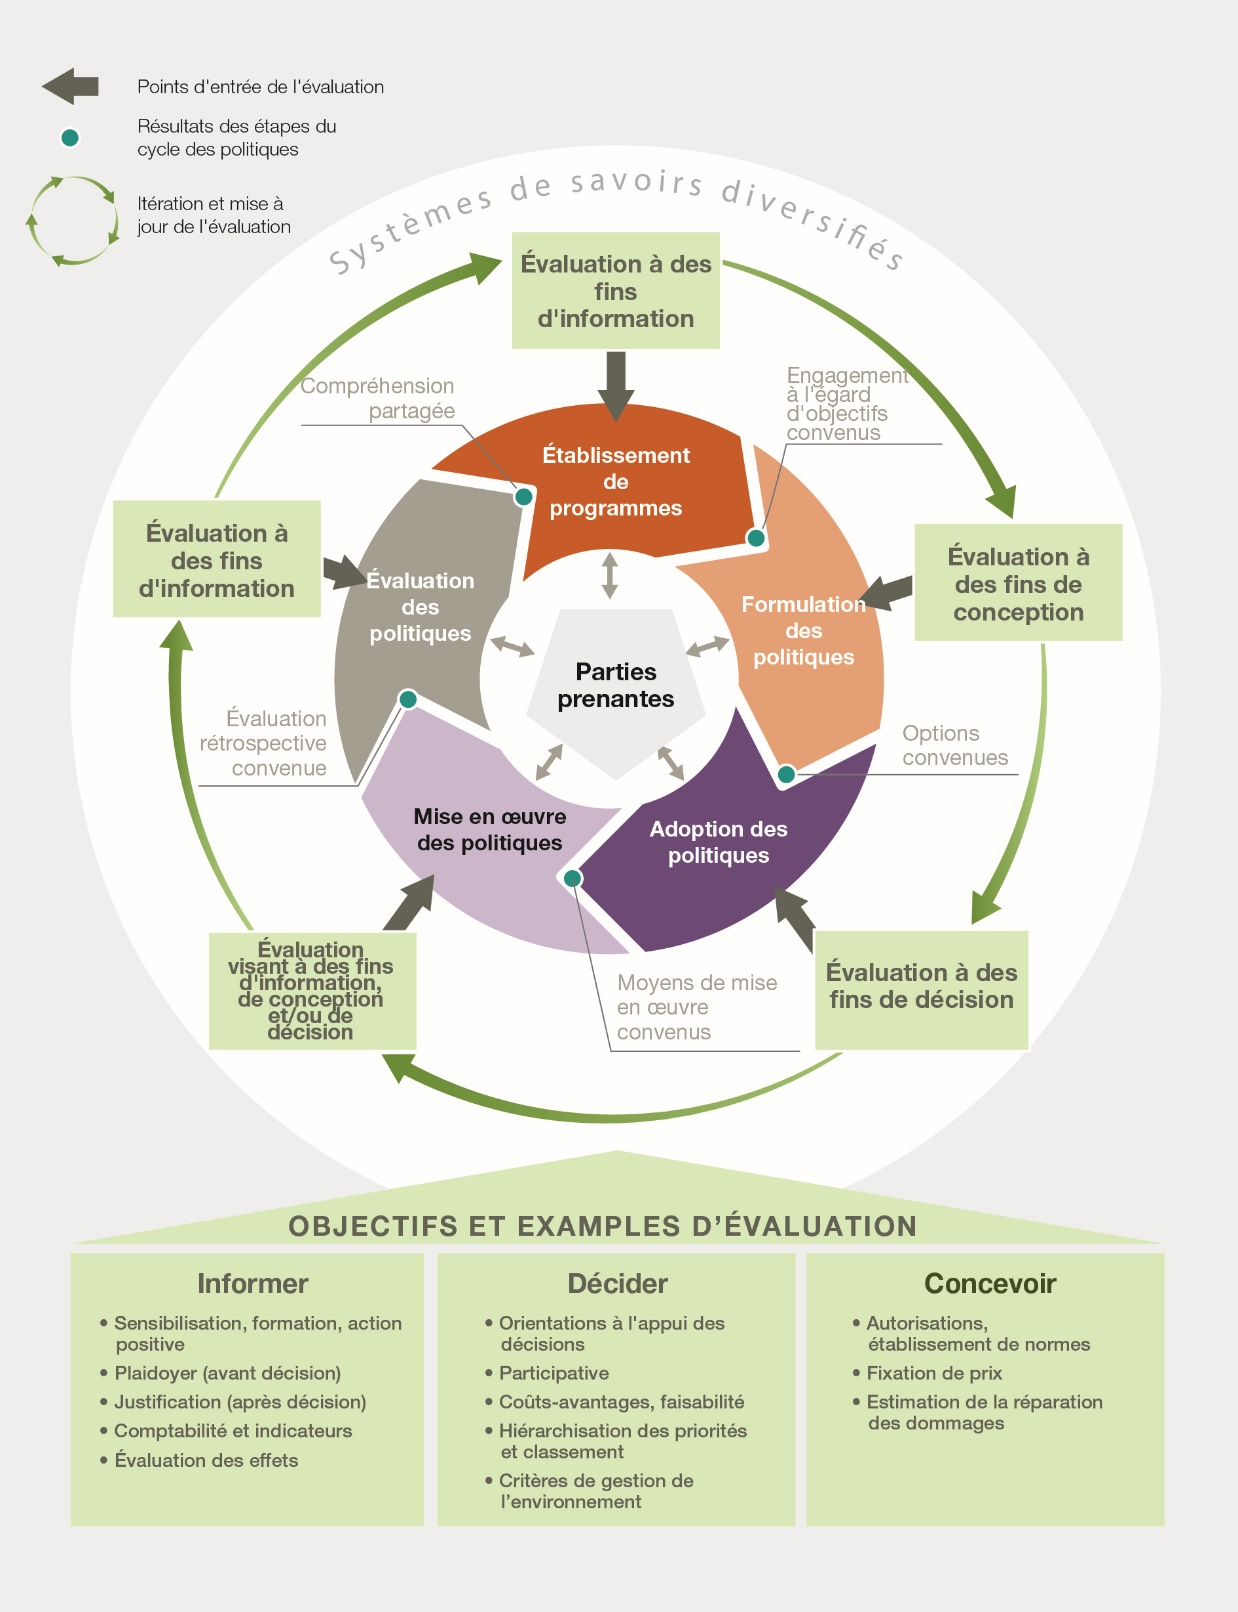 Points d'entrée de l'évaluation
Résultats des étapes du
cycle des politiques
Itération et mise à
jour de l'évaluation
Systèmes de savoirs diversifiés
Évaluation à des
fins
d'information
Compréhension
partagée
Engagement
à l'égard
d'objectifs
convenus
Établissement
de
programmes
Évaluation à
des fins
d'information
Évaluation
des
politiques
Formulation
des
politiques
Évaluation à
des fins de
conception
Parties
prenantes
Évaluation
rétrospective
convenue
Options
convenues
Mise en œuvre
des politiques
Adoption des
politiques
Évaluation
visant à des fins
d'information,
de conception
et/ou de
décision
Moyens de mise
en œuvre
convenus
Évaluation à des
fins de décision
OBJECTIFS ET EXAMPLES D’ÉVALUATION
Informer
• Sensibilisation, formation, action
positive
• Plaidoyer (avant décision)
• Justification (après décision)
• Comptabilité et indicateurs
• Évaluation des effets
Décider
• Orientations à l'appui des
décisions
• Participative
• Coûts-avantages, faisabilité
• Hiérarchisation des priorités
et classement
• Critères de gestion de
l’environnement
Concevoir
• Autorisations,
établissement de normes
• Fixation de prix
• Estimation de la réparation
des dommages